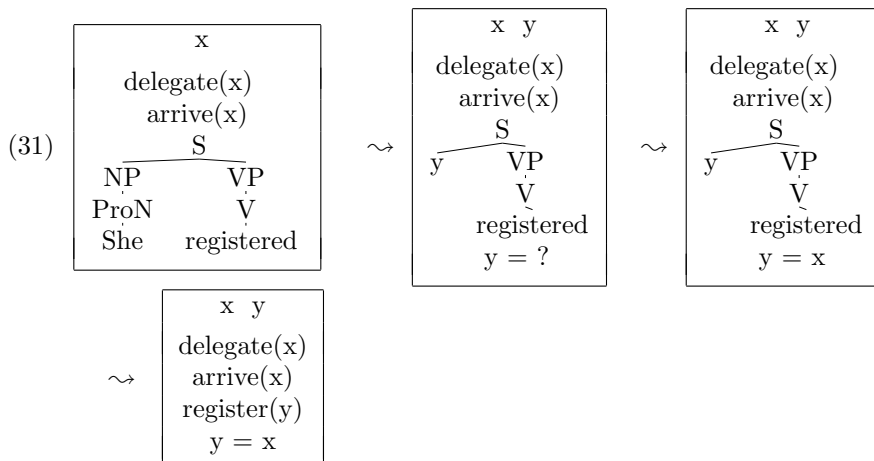 x
delegate(x)
arrive(x)
S
NP VP
ProN V
She registered
(31)
⤳
x y
delegate(x)
arrive(x)
S
y VP
V
registered
y = ?
⤳
x y
delegate(x)
arrive(x)
S
y VP
V
registered
y = x
⤳
x y
delegate(x)
arrive(x)
register(y)
y = x